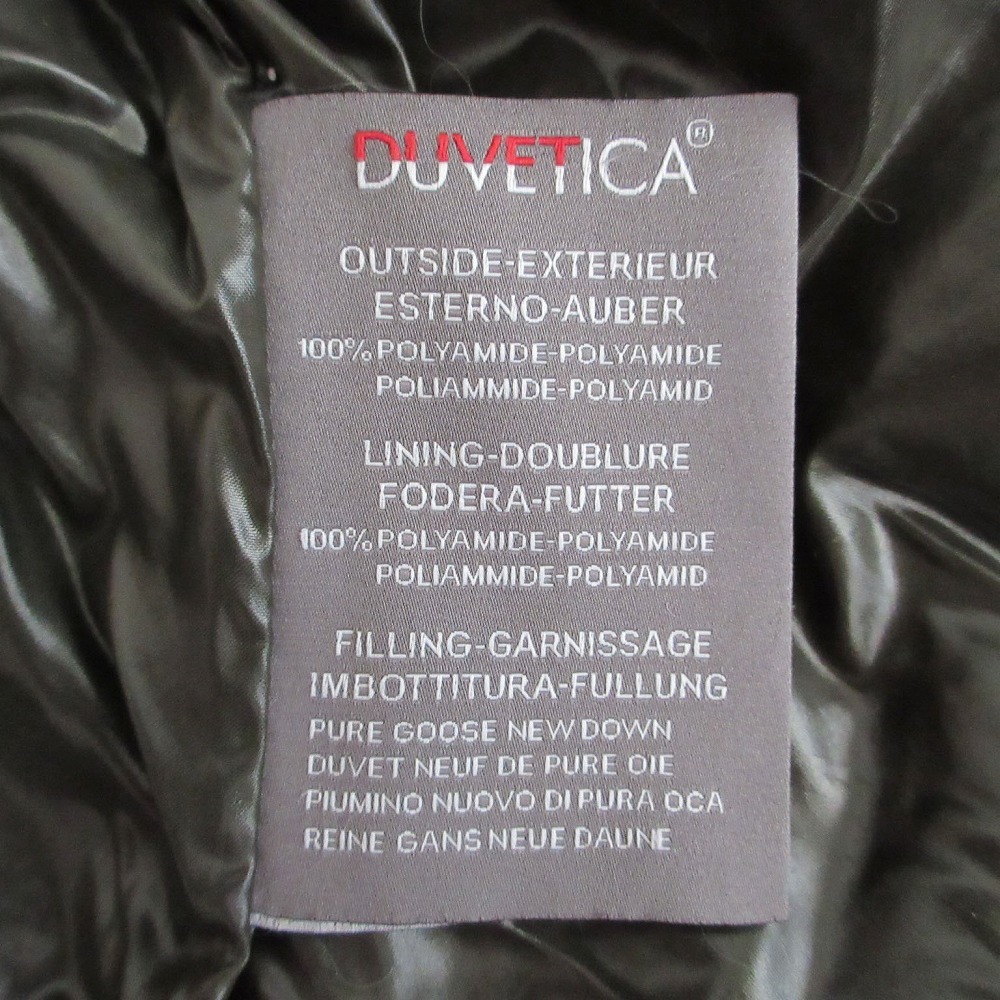 DUVETICA®
OUTSIDE-EXTERIEUR
ESTERNO-AUBER
100% POLYAMIDE-POLYAMIDE
POLIAMMIDE-POLYAMID
LINING-DOUBLURE
FODERA-FUTTER
100% POLYAMIDE-POLYAMIDE
POLIAMMIDE-POLYAMID
FILLING-GARNISSAGE
IMBOTTITURA-FULLUNG
PURE GOOSE NEW DOWN
DUVET NEUF DE PURE OIE
PIUMINO NUOVO DI PURA OCA
REINE GANS NEUE DAUNE